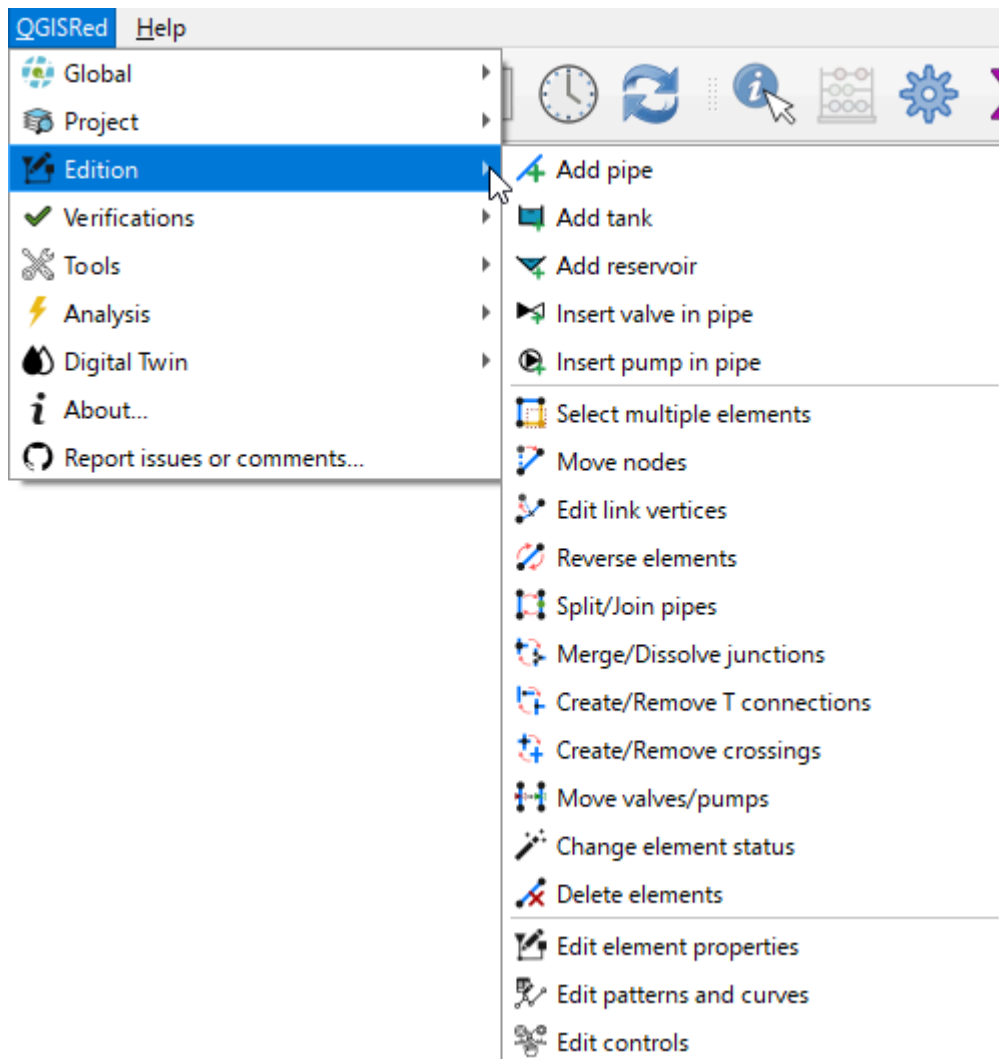 QGISRed Help
Global
Project
Edition
Verifications
Tools
Analysis
Digital Twin
About...
Report issues or comments...
Add pipe
Add tank
Add reservoir
Insert valve in pipe
Insert pump in pipe
Select multiple elements
Move nodes
Edit link vertices
Reverse elements
Split/Join pipes
Merge/Dissolve junctions
Create/Remove T connections
Create/Remove crossings
Move valves/pumps
Change element status
Delete elements
Edit element properties
Edit patterns and curves
Edit controls